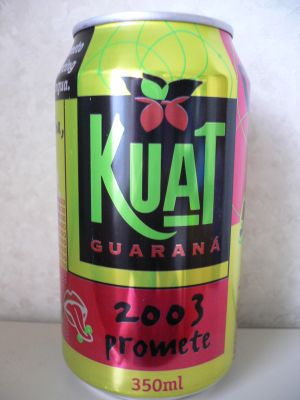 KUAT
GUARANÁ
2003
promete
350ml